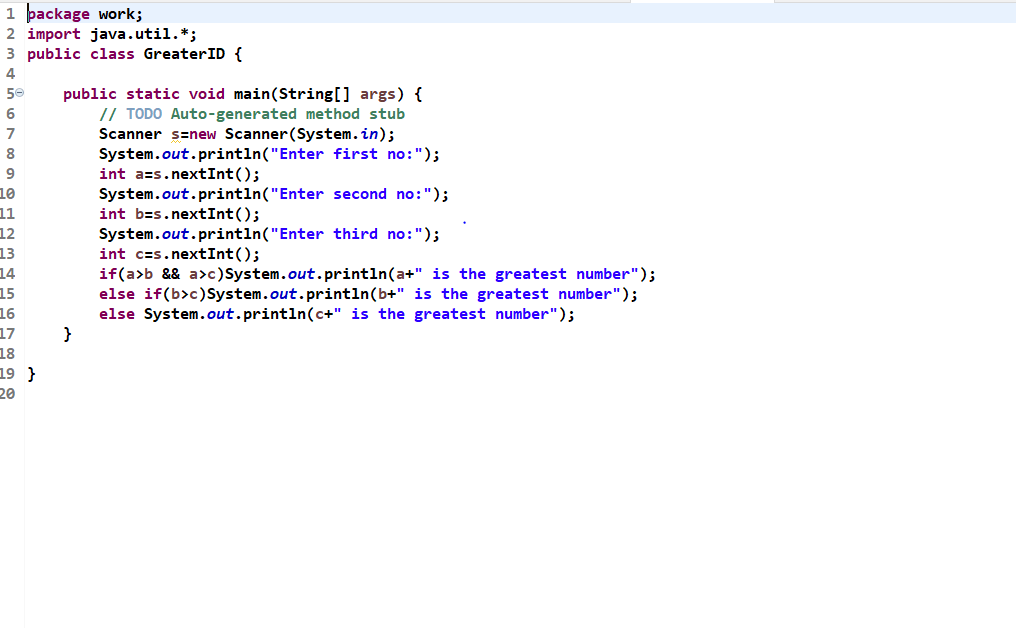 1 package work;
2 import java.util.*;
3 public class GreaterID {
4
5 public static void main(String[] args) {
6 // TODO Auto-generated method stub
7 Scanner s=new Scanner(System.in);
8 System.out.println("Enter first no:");
9 int a=s.nextInt();
10 System.out.println("Enter second no:");
11 int b=s.nextInt();
12 System.out.println("Enter third no:");
13 int c=s.nextInt();
14 if(a>b && a>c)System.out.println(a+" is the greatest number");
15 else if(b>c)System.out.println(b+" is the greatest number");
16 else System.out.println(c+" is the greatest number");
17 }
18
19 }
20